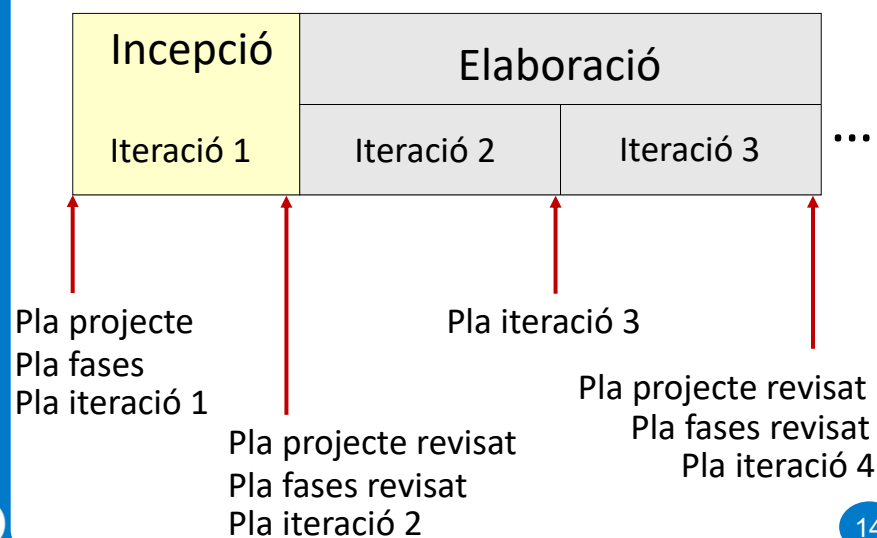 Incepció
Elaboració
Iteració 1
Iteració 2
Iteració 3
...
Pla projecte
Pla fases
Pla iteració 1
Pla projecte revisat
Pla fases revisat
Pla iteració 2
Pla iteració 3
Pla projecte revisat
Pla fases revisat
Pla iteració 4
14